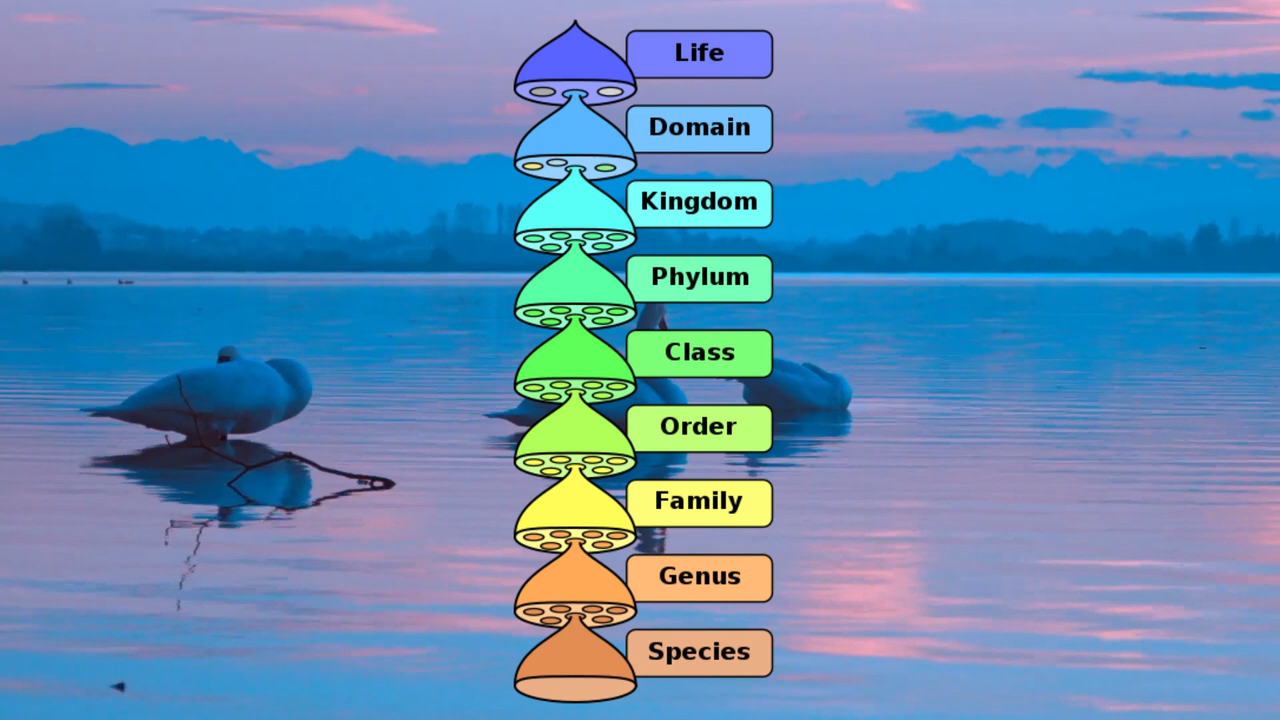 Life
Domain
Kingdom
Phylum
Class
Order
Family
Genus
Species